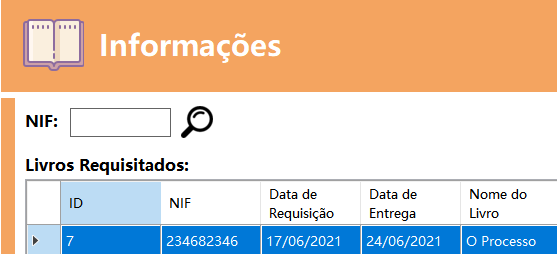 Informações
NIF:
Livros Requisitados:
ID NIF Data de Requisição Data de Entrega Nome do Livro
7 234682346 17/06/2021 24/06/2021 O Processo